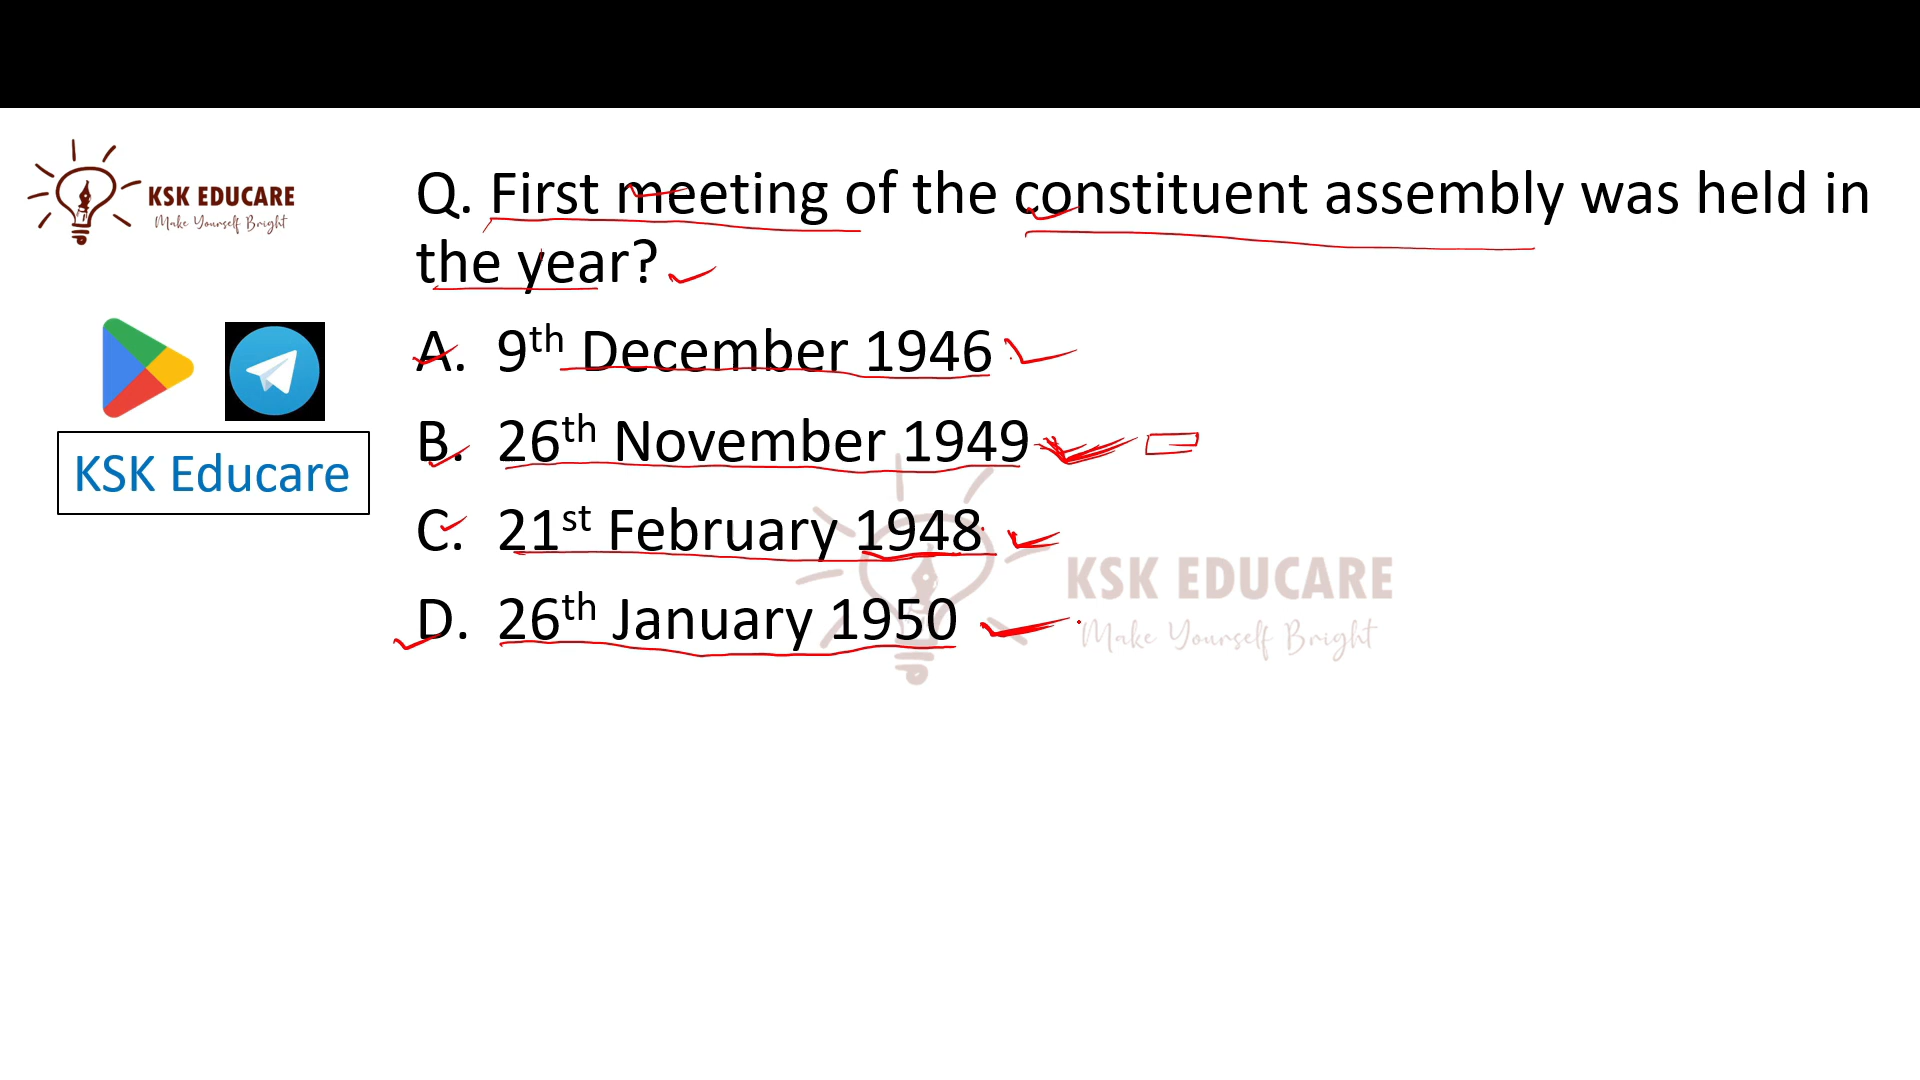 KSK EDUCARE
Make Yourself Bright
Q. First meeting of the constituent assembly was held in
the year?
A. 9th December 1946
B. 26th November 1949
C. 21st February 1948
D. 26th January 1950
KSK Educare
KSK EDUCARE
Make Yourself Bright